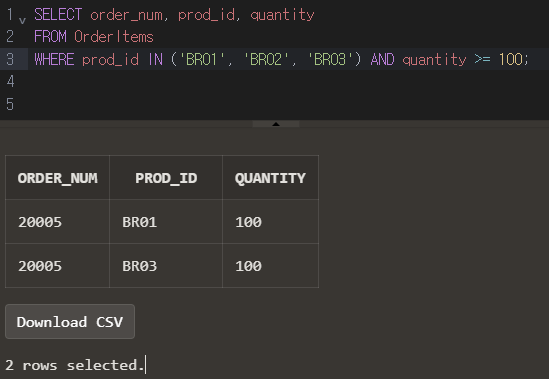 1 SELECT order_num, prod_id, quantity
2 FROM OrderItems
3 WHERE prod_id IN ('BR01', 'BR02', 'BR03') AND quantity >= 100;
4
5
ORDER_NUM PROD_ID QUANTITY
20005 BR01 100
20005 BR03 100
Download CSV
2 rows selected.